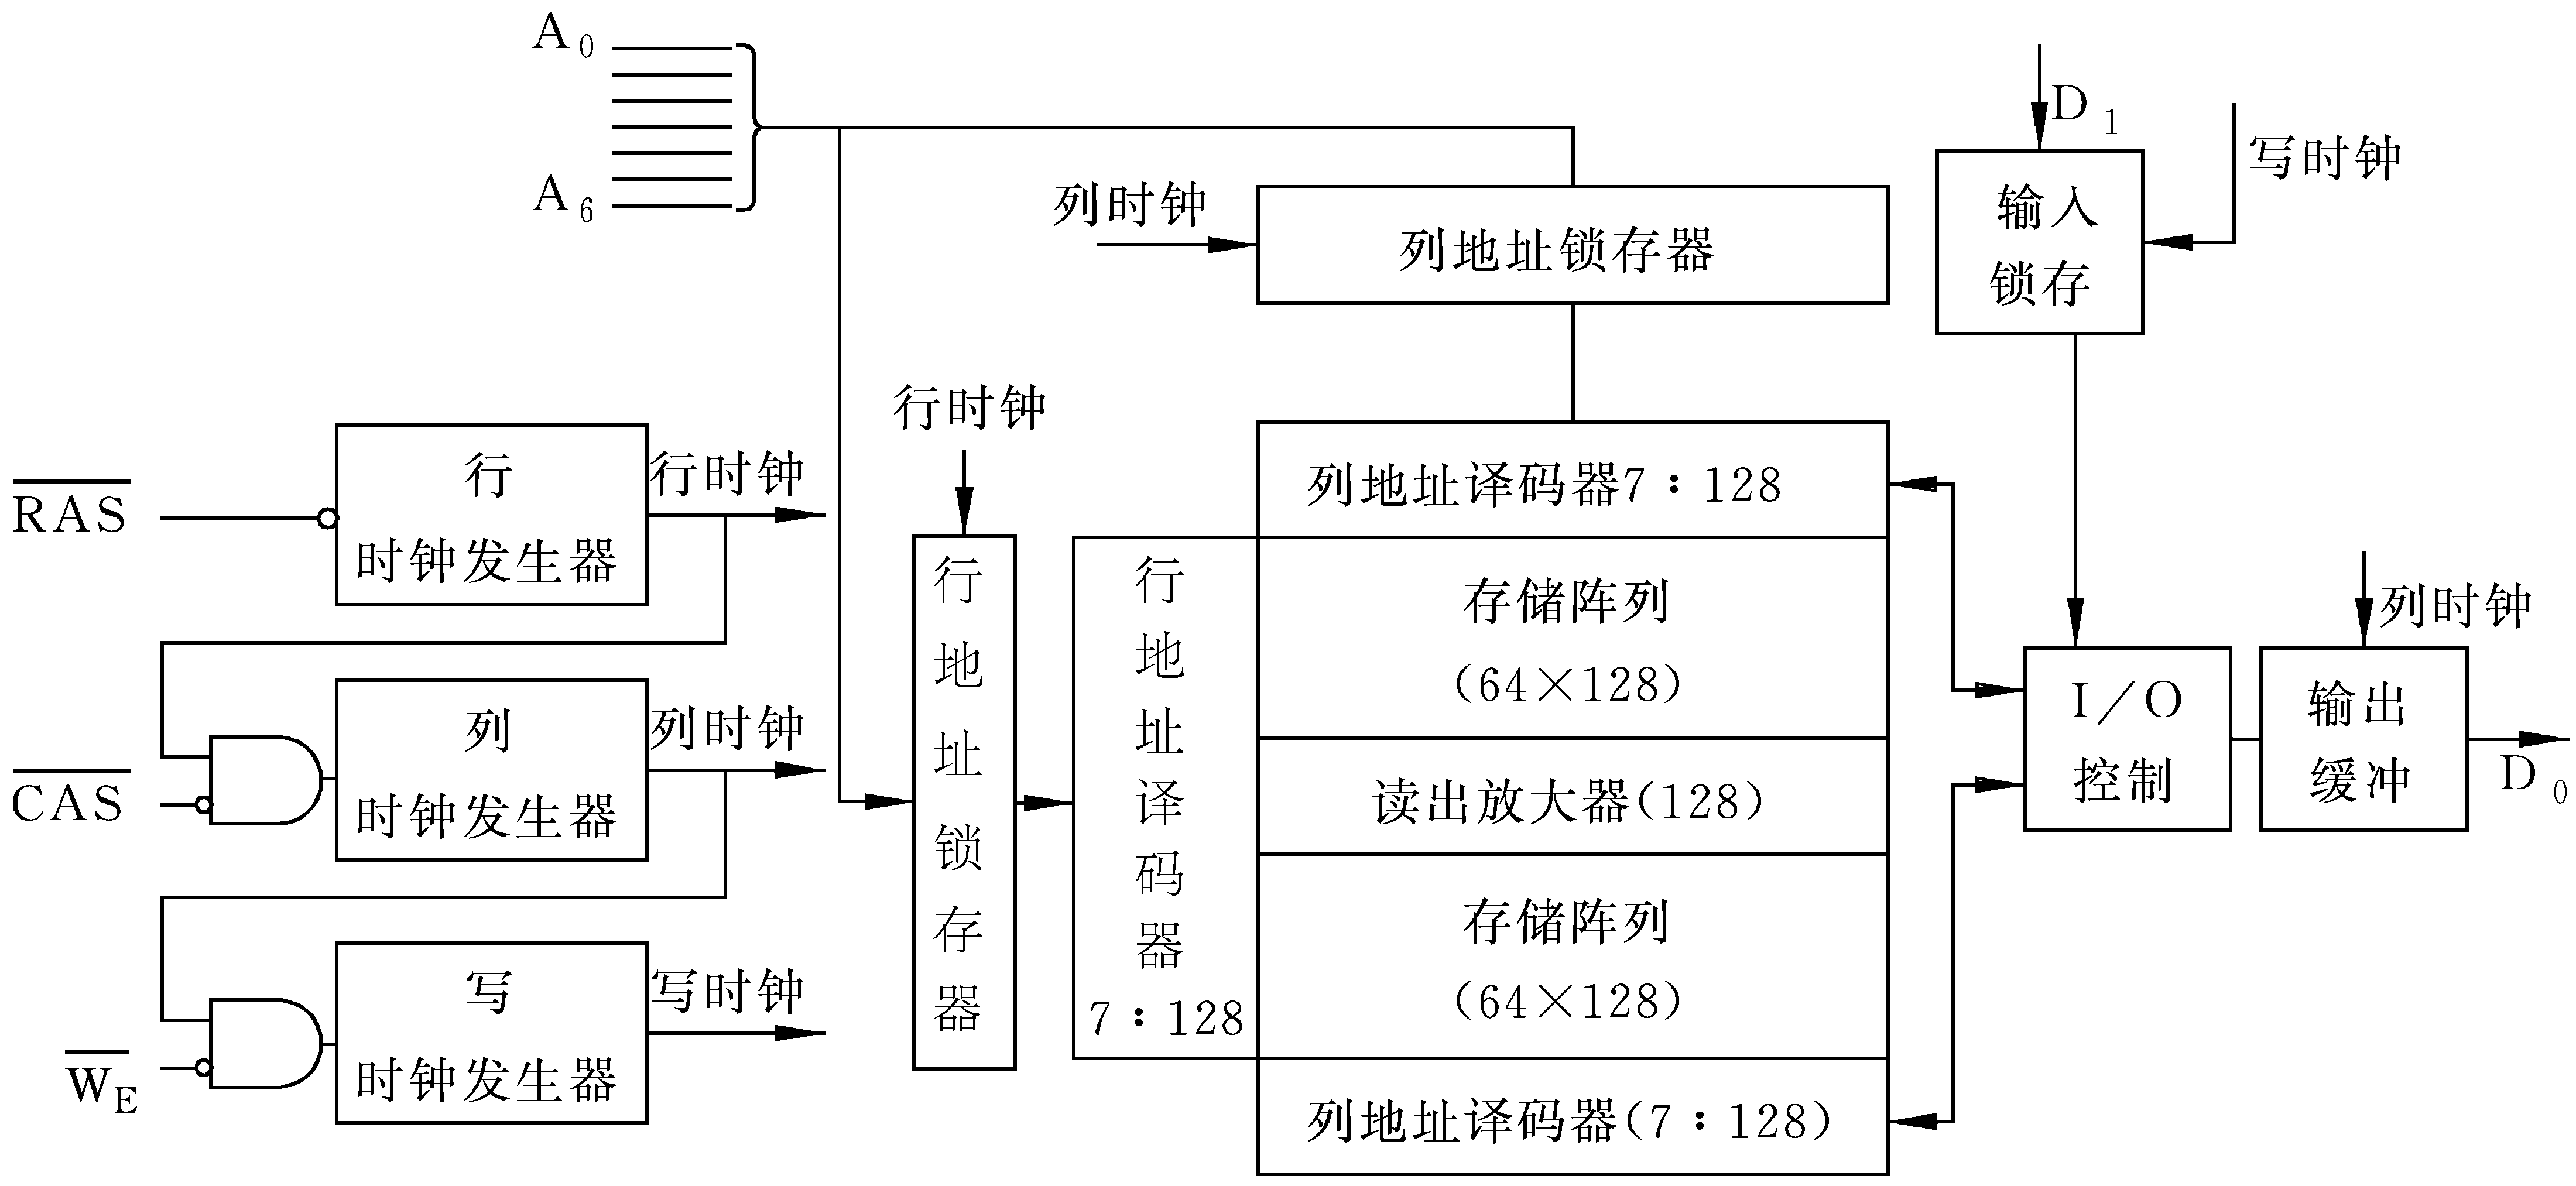 A0
A6
D1
写时钟
列时钟
列地址锁存器
输入
锁存
行时钟
RAS
行
时钟发生器
行时钟
列地址译码器7：128
行地址锁存器
行地址译码器
7：128
存储阵列
(64×128)
列时钟
CAS
列
时钟发生器
列时钟
读出放大器(128)
I/O
控制
输出
缓冲
D0
存储阵列
(64×128)
WE
写
时钟发生器
写时钟
列地址译码器(7：128)